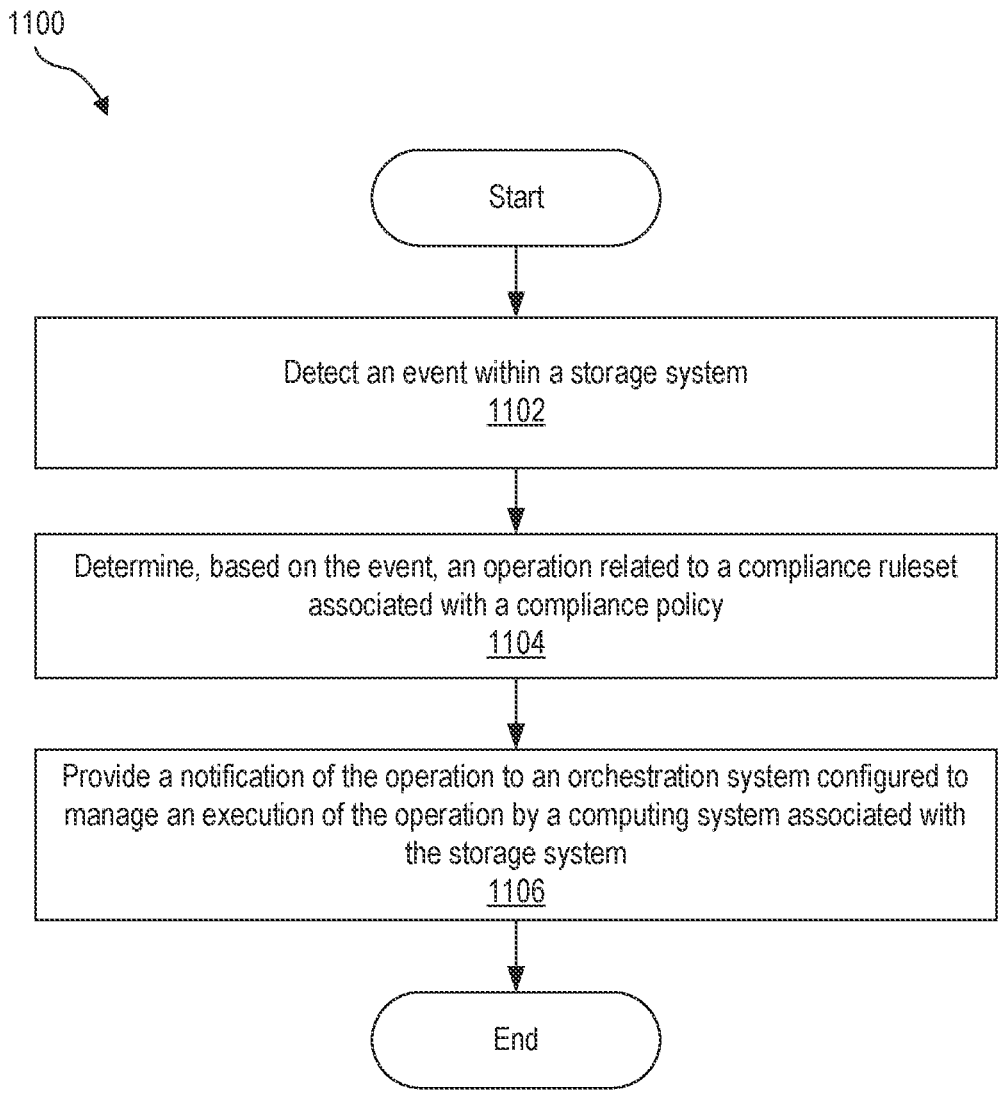 1100
Start
Detect an event within a storage system
1102
Determine, based on the event, an operation related to a compliance ruleset
associated with a compliance policy
1104
Provide a notification of the operation to an orchestration system configured to
manage an execution of the operation by a computing system associated with
the storage system
1106
End